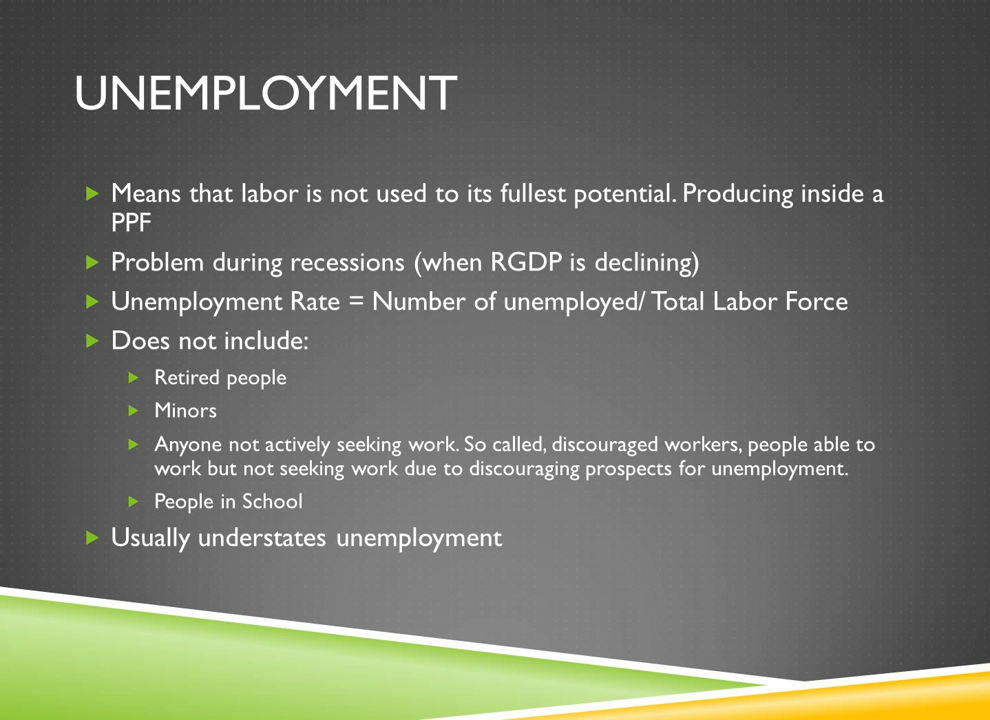 UNEMPLOYMENT
Means that labor is not used to its fullest potential. Producing inside a
PPF
Problem during recessions (when RGDP is declining)
Unemployment Rate = Number of unemployed/ Total Labor Force
Does not include:
Retired people
Minors
Anyone not actively seeking work. So called, discouraged workers, people able to
work but not seeking work due to discouraging prospects for unemployment.
People in School
Usually understates unemployment